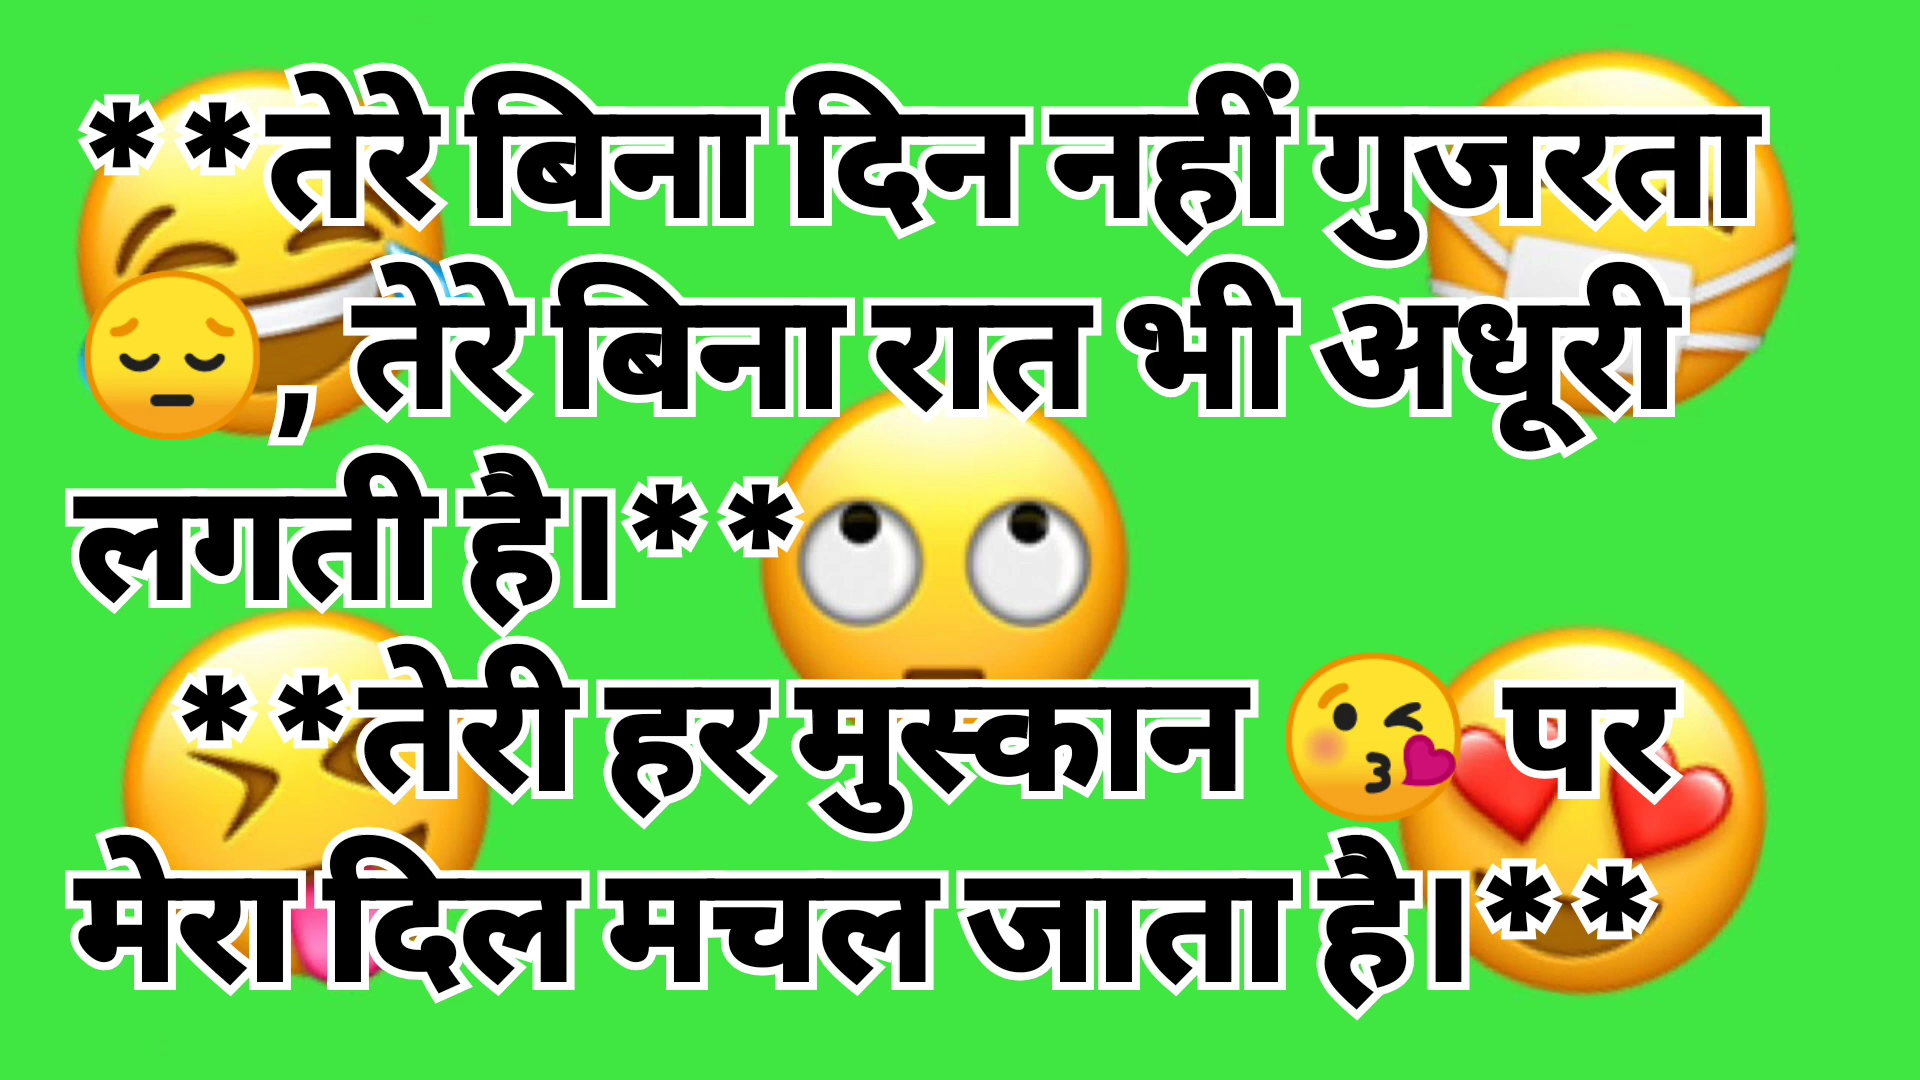 **तेरे बिना दिन नहीं गुजरता
😔, तेरे बिना रात भी अधूरी
लगती है।**
**तेरी हर मुस्कान 😘 पर
मेरा दिल मचल जाता है।**